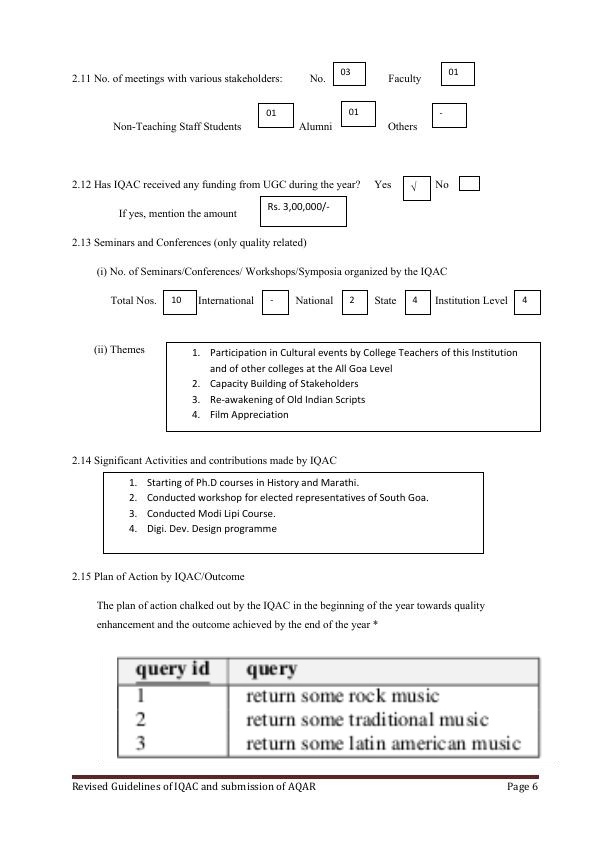 2.11 No. of meetings with various stakeholders: No. 03 Faculty 01
Non-Teaching Staff Students 01 Alumni 01 Others -
2.12 Has IQAC received any funding from UGC during the year? Yes √ No
If yes, mention the amount Rs. 3,00,000/-
2.13 Seminars and Conferences (only quality related)
(i) No. of Seminars/Conferences/ Workshops/Symposia organized by the IQAC
Total Nos. 10 International - National 2 State 4 Institution Level 4
(ii) Themes 1. Participation in Cultural events by College Teachers of this Institution
and of other colleges at the All Goa Level
2. Capacity Building of Stakeholders
3. Re-awakening of Old Indian Scripts
4. Film Appreciation
2.14 Significant Activities and contributions made by IQAC
1. Starting of Ph.D courses in History and Marathi.
2. Conducted workshop for elected representatives of South Goa.
3. Conducted Modi Lipi Course.
4. Digi. Dev. Design programme
2.15 Plan of Action by IQAC/Outcome
The plan of action chalked out by the IQAC in the beginning of the year towards quality
enhancement and the outcome achieved by the end of the year *
query id query
1 return some rock music
2 return some traditional music
3 return some latin american music
Revised Guidelines of IQAC and submission of AQAR Page 6